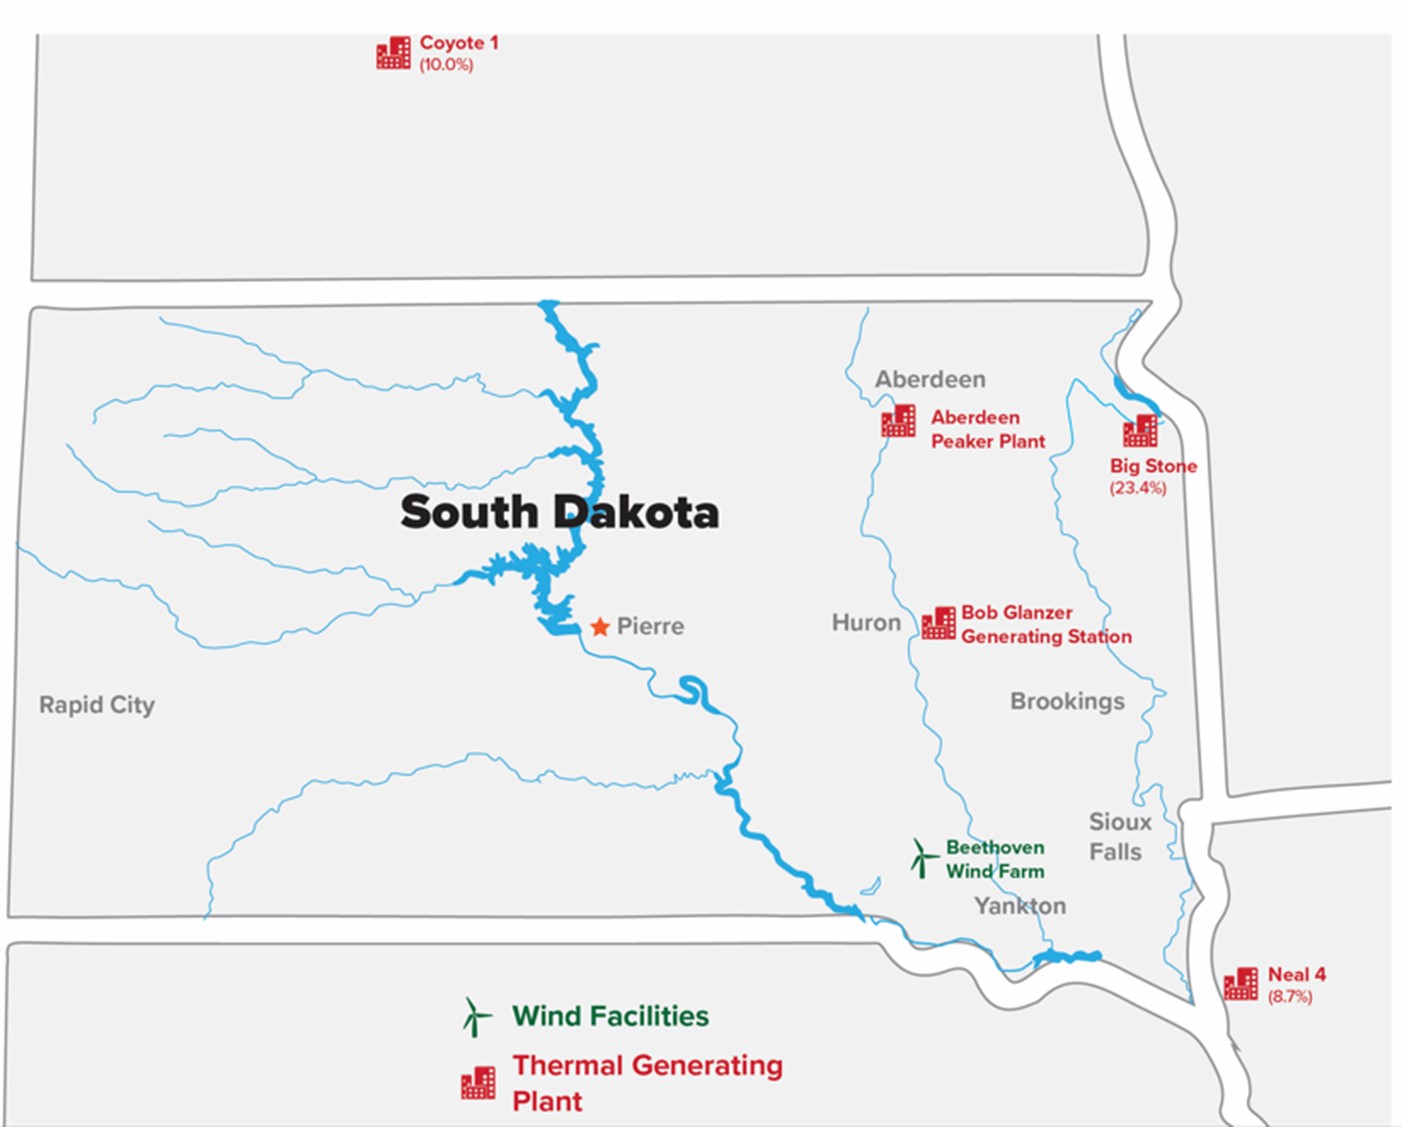 Coyote 1
(10.0%)
Aberdeen
Aberdeen
Peaker Plant
Big Stone
(23.4%)
South Dakota
Pierre
Huron
Bob Glanzer
Generating Station
Rapid City
Brookings
Sioux
Falls
Beethoven
Wind Farm
Yankton
Neal 4
(8.7%)
Wind Facilities
Thermal Generating
Plant